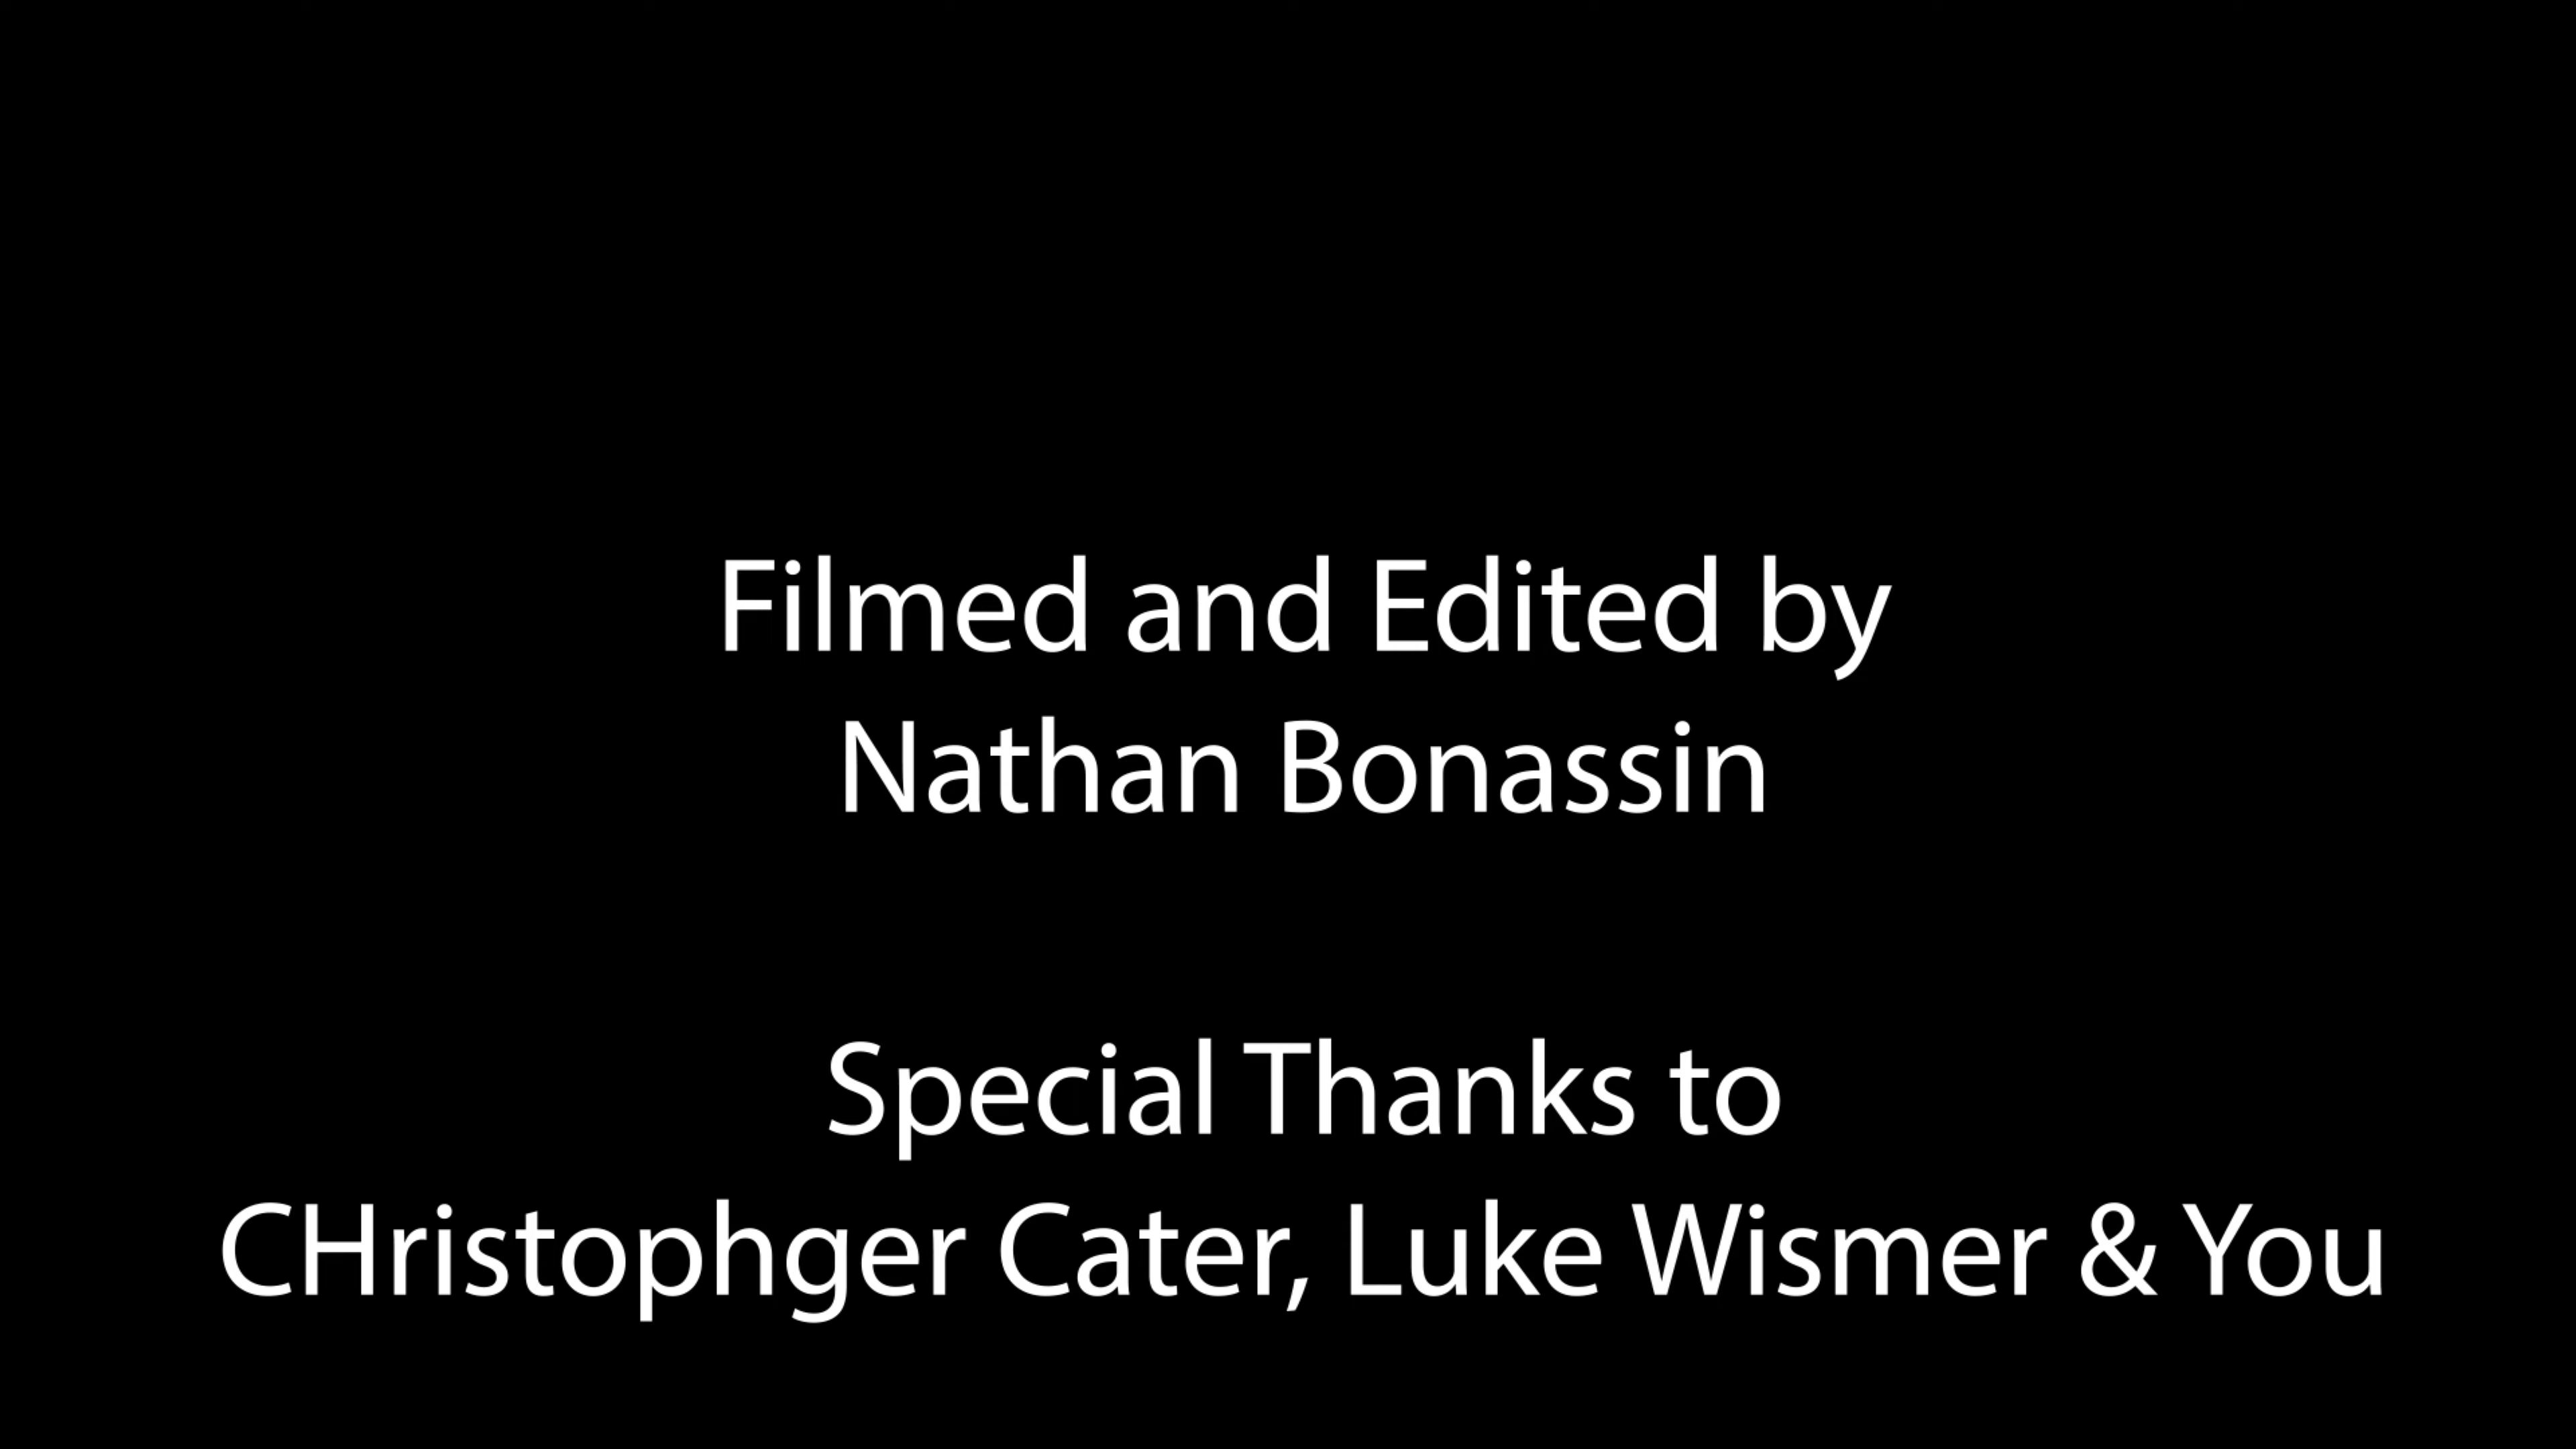 Filmed and Edited by
Nathan Bonassin
Special Thanks to
CHristophger Cater, Luke Wismer & You